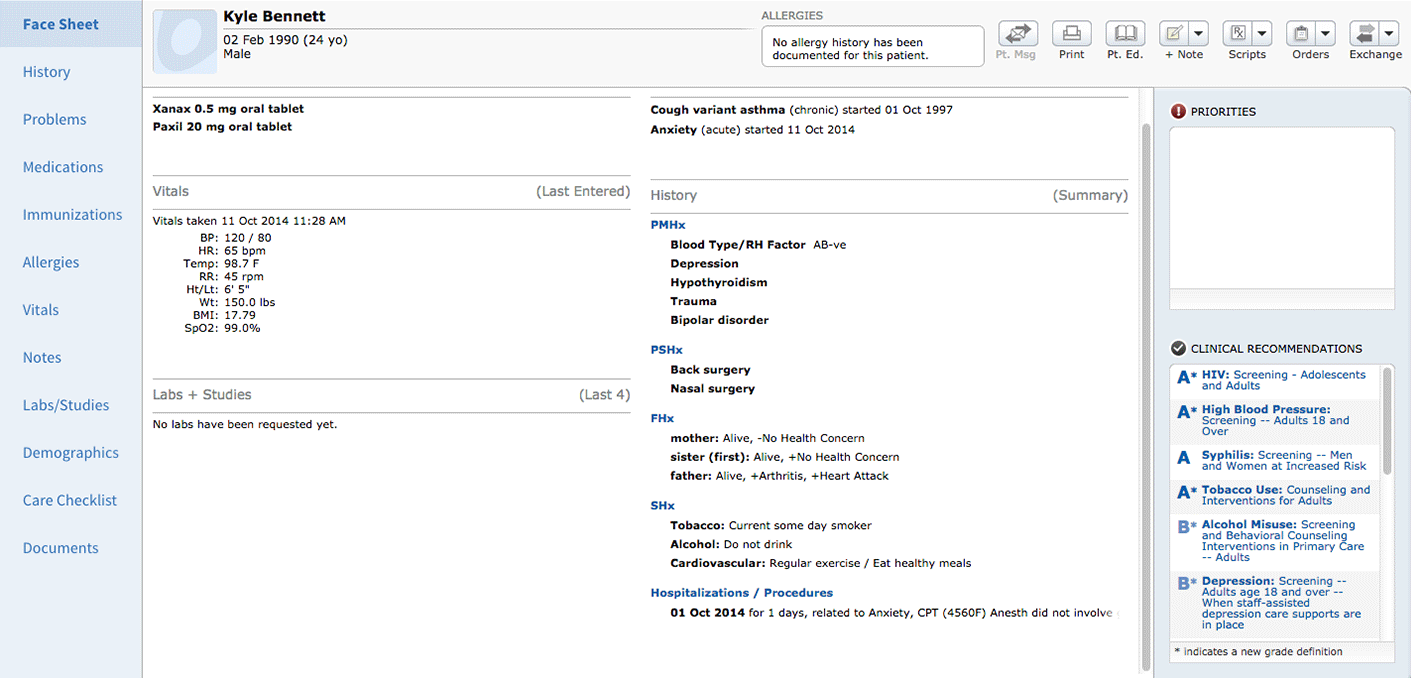 Face Sheet
History
Problems
Medications
Immunizations
Allergies
Vitals
Notes
Labs/Studies
Demographics
Care Checklist
Documents
Kyle Bennett
02 Feb 1990 (24 yo)
Male
ALLERGIES
No allergy history has been
documented for this patient.
Pt. Msg
Print
Pt. Ed.
+ Note
Scripts
Orders
Exchange
Xanax 0.5 mg oral tablet
Paxil 20 mg oral tablet
Vitals (Last Entered)
Vitals taken 11 Oct 2014 11:28 AM
BP: 120 / 80
HR: 65 bpm
Temp: 98.7 F
RR: 45 rpm
Ht/Lt: 6' 5"
Wt: 150.0 lbs
BMI: 17.79
SpO2: 99.0%
Labs + Studies (Last 4)
No labs have been requested yet.
Cough variant asthma (chronic) started 01 Oct 1997
Anxiety (acute) started 11 Oct 2014
History (Summary)
PMHx
Blood Type/RH Factor AB-ve
Depression
Hypothyroidism
Trauma
Bipolar disorder
PSHx
Back surgery
Nasal surgery
FHx
mother: Alive, -No Health Concern
sister (first): Alive, +No Health Concern
father: Alive, +Arthritis, +Heart Attack
SHx
Tobacco: Current some day smoker
Alcohol: Do not drink
Cardiovascular: Regular exercise / Eat healthy meals
Hospitalizations / Procedures
01 Oct 2014 for 1 days, related to Anxiety, CPT (4560F) Anesth did not involve
PRIORITIES
CLINICAL RECOMMENDATIONS
A* HIV: Screening - Adolescents
and Adults
A* High Blood Pressure:
Screening -- Adults 18 and
Over
A Syphilis: Screening -- Men
and Women at Increased Risk
A* Tobacco Use: Counseling and
Interventions for Adults
B* Alcohol Misuse: Screening
and Behavioral Counseling
Interventions in Primary Care
-- Adults
B* Depression: Screening --
Adults age 18 and over --
When staff-assisted
depression care supports are
in place
* indicates a new grade definition